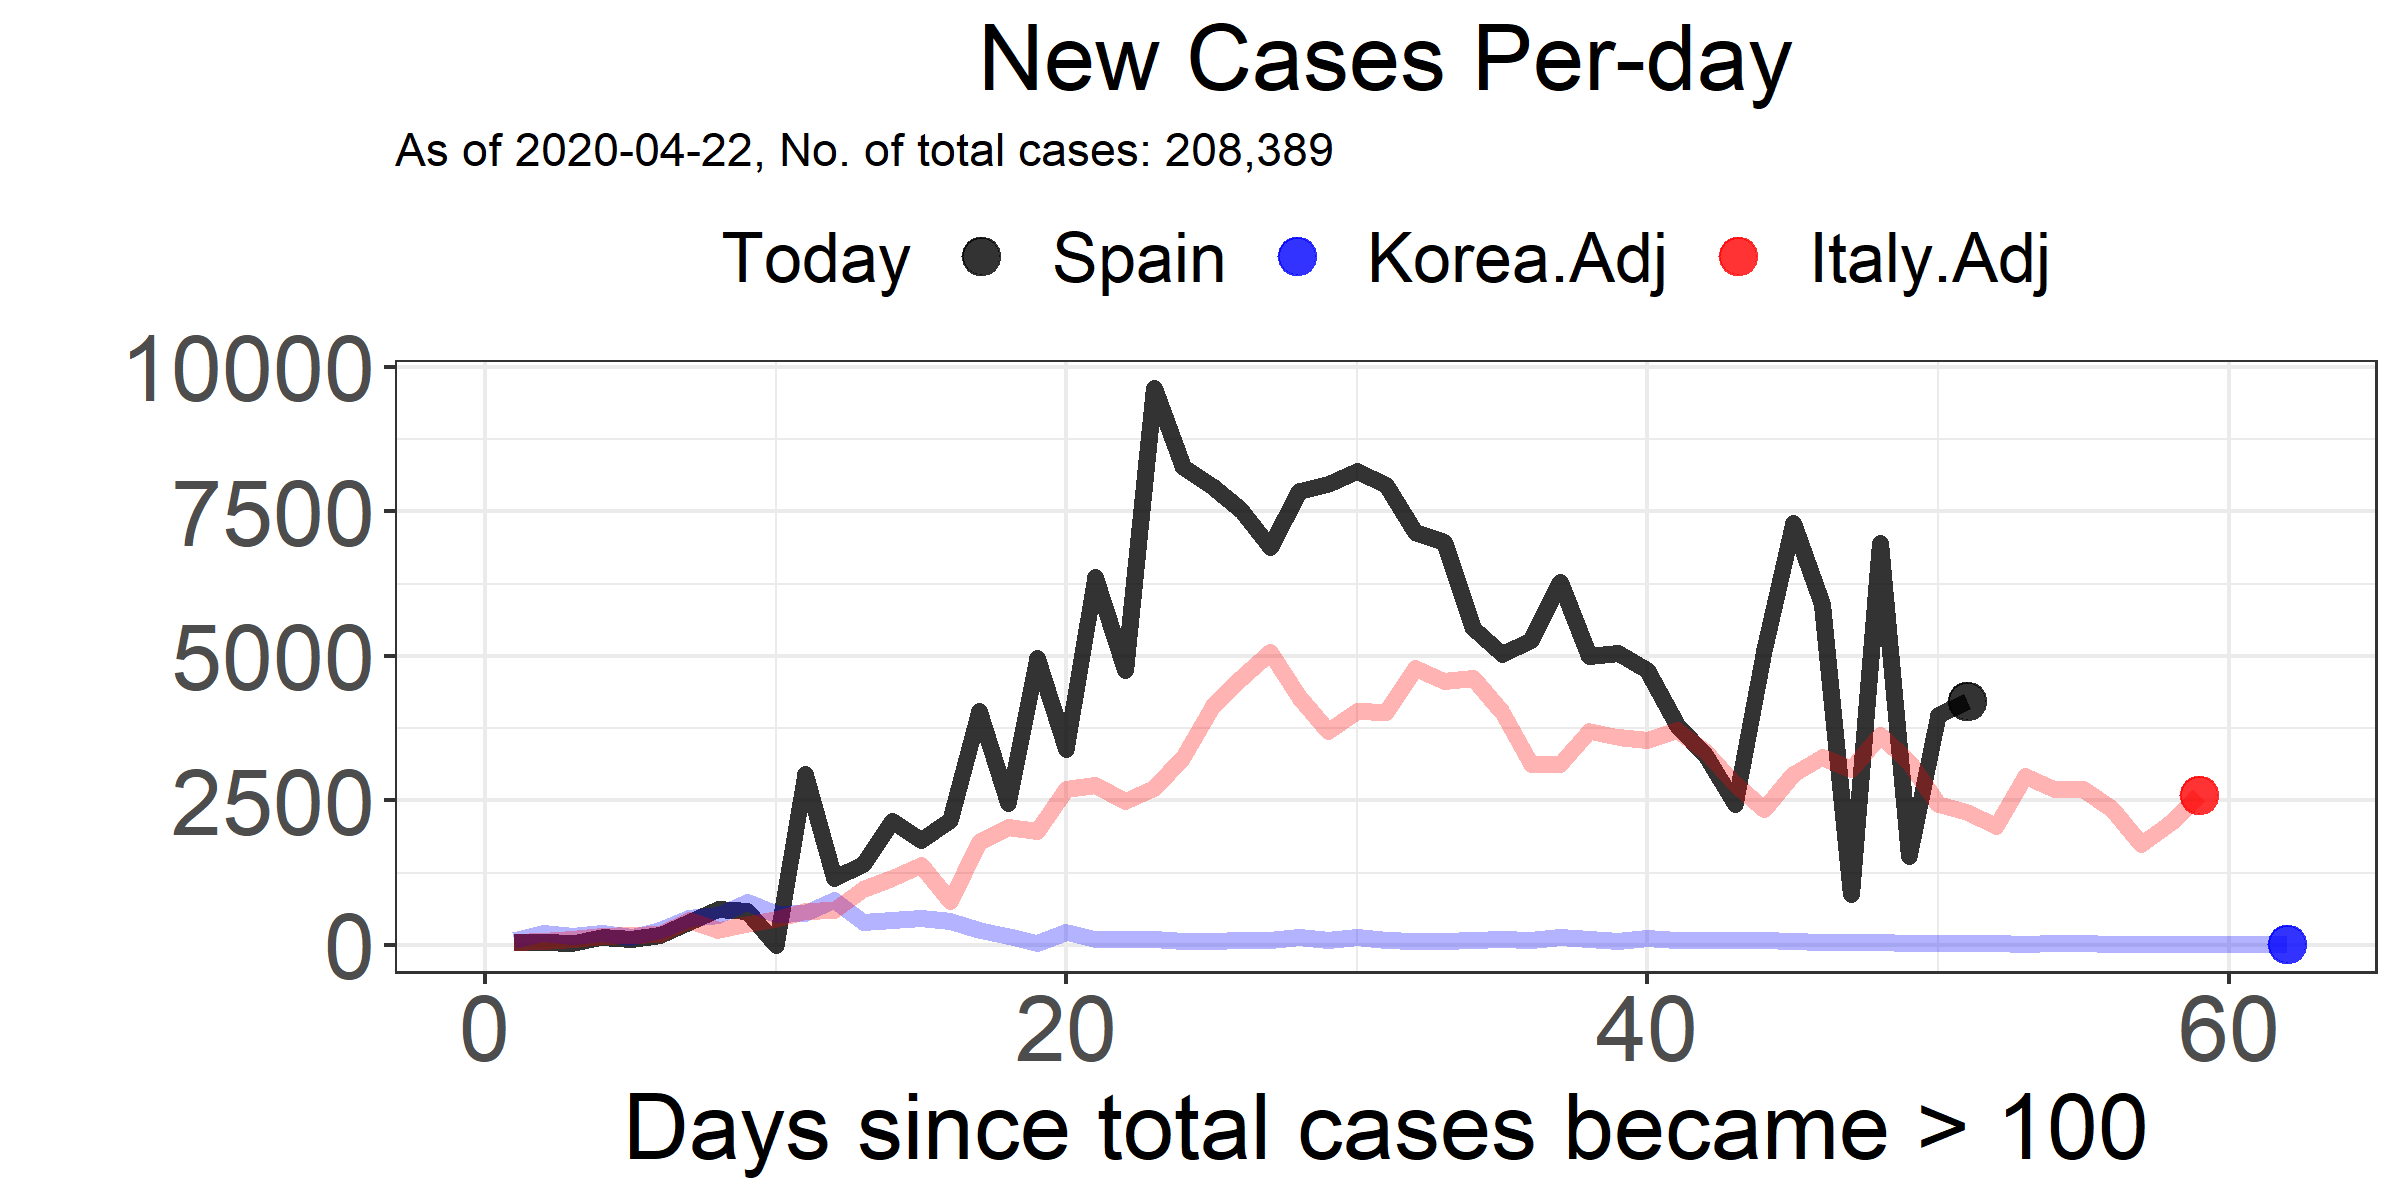 New Cases Per-day
As of 2020-04-22, No. of total cases: 208,389
Today Spain Korea.Adj Italy.Adj
10000
7500
5000
2500
0
0 20 40 60
Days since total cases became > 100